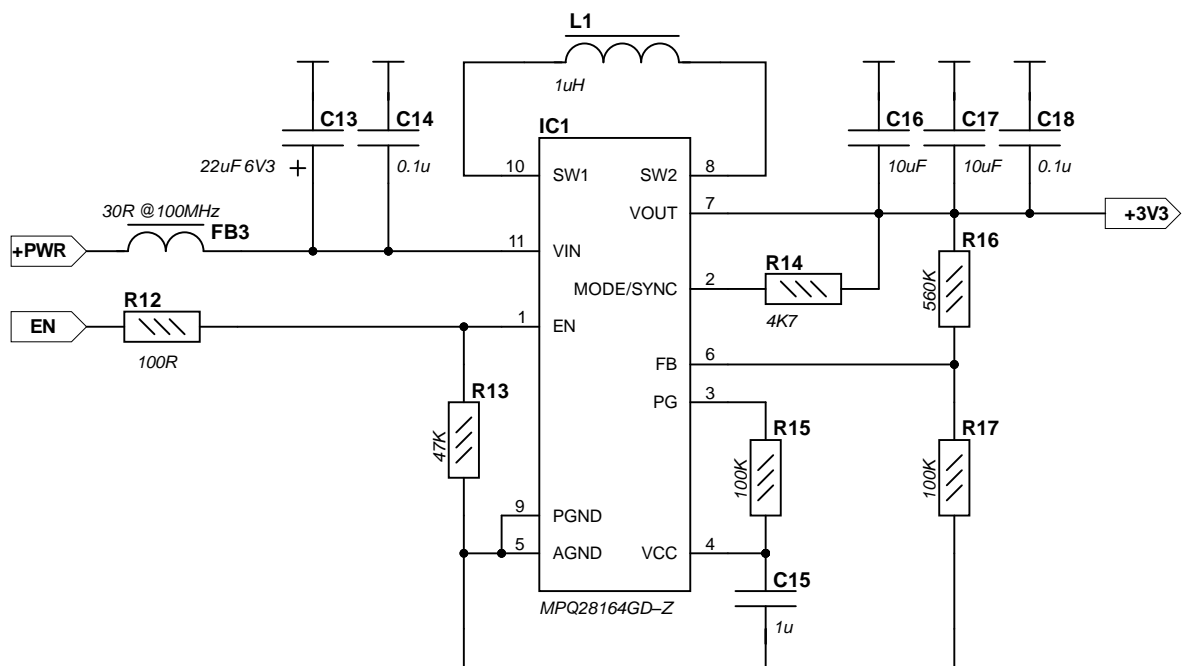 L1
1uH
C13
22uF 6V3
C14
0.1u
IC1
C16
10uF
C17
10uF
C18
0.1u
10
SW1
SW2
8
VOUT
7
+3V3
30R @100MHz
FB3
+PWR
11
VIN
MODE/SYNC
2
R14
4K7
R16
560K
EN
R12
100R
1
EN
FB
6
PG
3
R13
47K
R15
100K
R17
100K
9
PGND
5
AGND
VCC
4
C15
1u
MPQ28164GD–Z